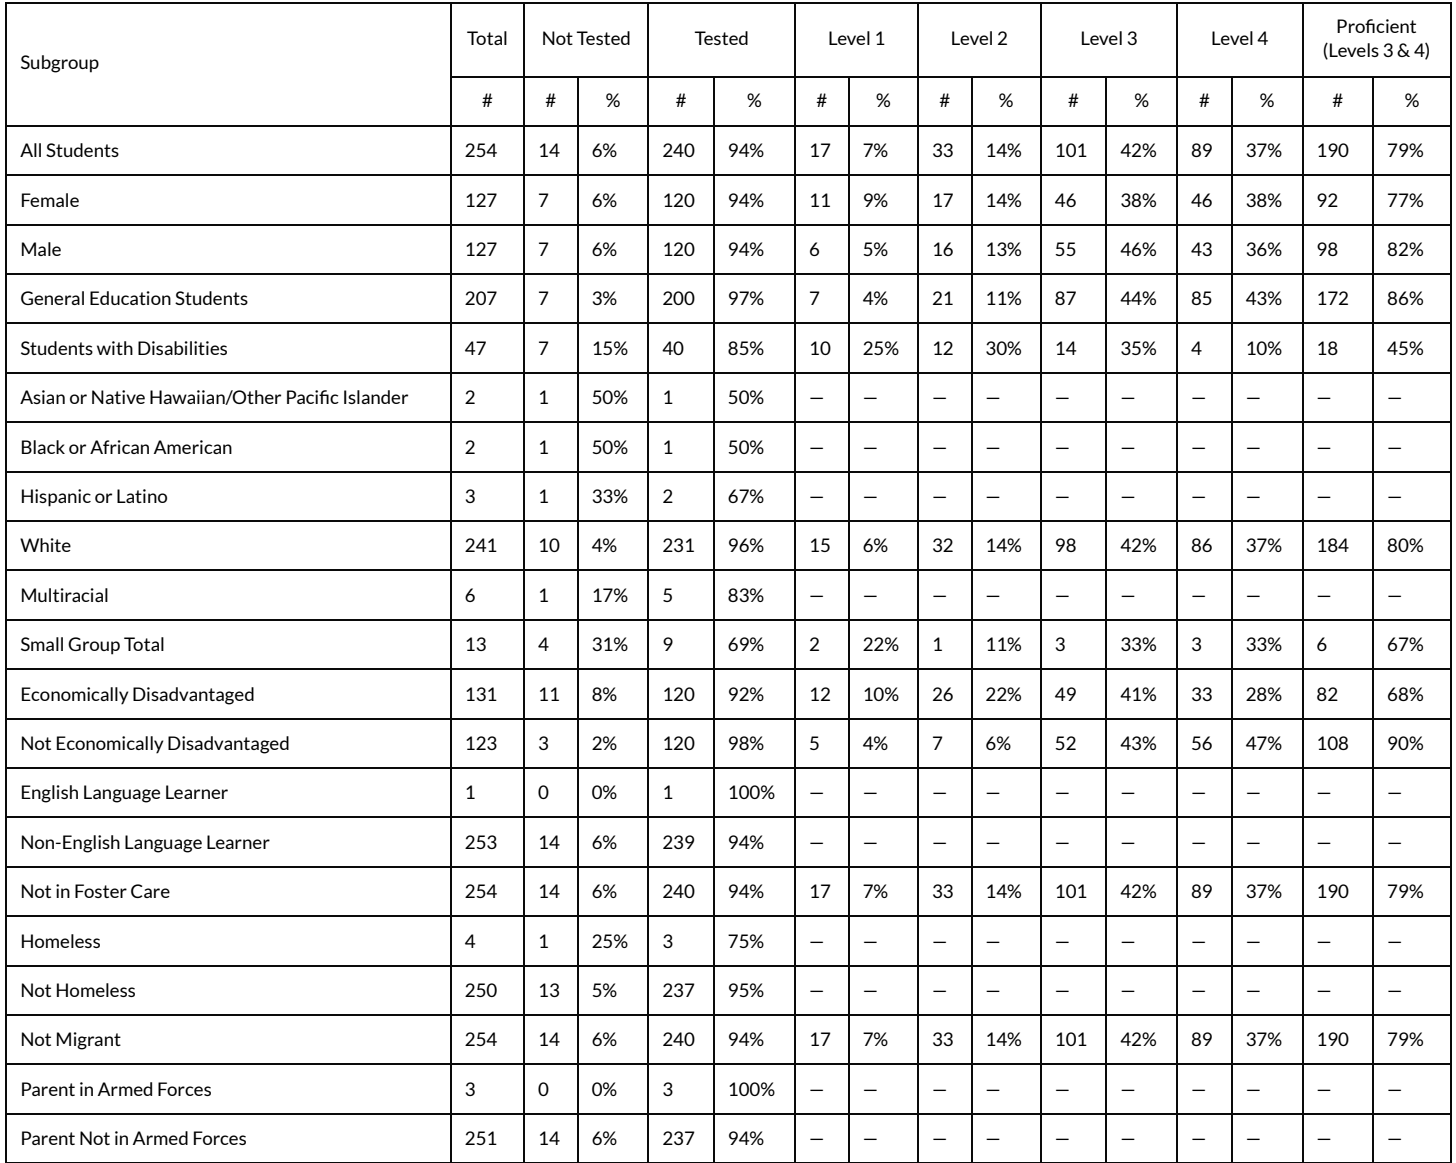 Subgroup Total Not Tested Tested Level 1 Level 2 Level 3 Level 4 Proficient
(Levels 3 & 4)
# # % # % # % # % # % # % # %
All Students 254 14 6% 240 94% 17 7% 33 14% 101 42% 89 37% 190 79%
Female 127 7 6% 120 94% 11 9% 17 14% 46 38% 46 38% 92 77%
Male 127 7 6% 120 94% 6 5% 16 13% 55 46% 43 36% 98 82%
General Education Students 207 7 3% 200 97% 7 4% 21 11% 87 44% 85 43% 172 86%
Students with Disabilities 47 7 15% 40 85% 10 25% 12 30% 14 35% 4 10% 18 45%
Asian or Native Hawaiian/Other Pacific Islander 2 1 50% 1 50% — — — — — — — — — —
Black or African American 2 1 50% 1 50% — — — — — — — — — —
Hispanic or Latino 3 1 33% 2 67% — — — — — — — — — —
White 241 10 4% 231 96% 15 6% 32 14% 98 42% 86 37% 184 80%
Multiracial 6 1 17% 5 83% — — — — — — — — — —
Small Group Total 13 4 31% 9 69% 2 22% 1 11% 3 33% 3 33% 6 67%
Economically Disadvantaged 131 11 8% 120 92% 12 10% 26 22% 49 41% 33 28% 82 68%
Not Economically Disadvantaged 123 3 2% 120 98% 5 4% 7 6% 52 43% 56 47% 108 90%
English Language Learner 1 0 0% 1 100% — — — — — — — — — —
Non-English Language Learner 253 14 6% 239 94% — — — — — — — — — —
Not in Foster Care 254 14 6% 240 94% 17 7% 33 14% 101 42% 89 37% 190 79%
Homeless 4 1 25% 3 75% — — — — — — — — — —
Not Homeless 250 13 5% 237 95% — — — — — — — — — —
Not Migrant 254 14 6% 240 94% 17 7% 33 14% 101 42% 89 37% 190 79%
Parent in Armed Forces 3 0 0% 3 100% — — — — — — — — — —
Parent Not in Armed Forces 251 14 6% 237 94% — — — — — — — — — —